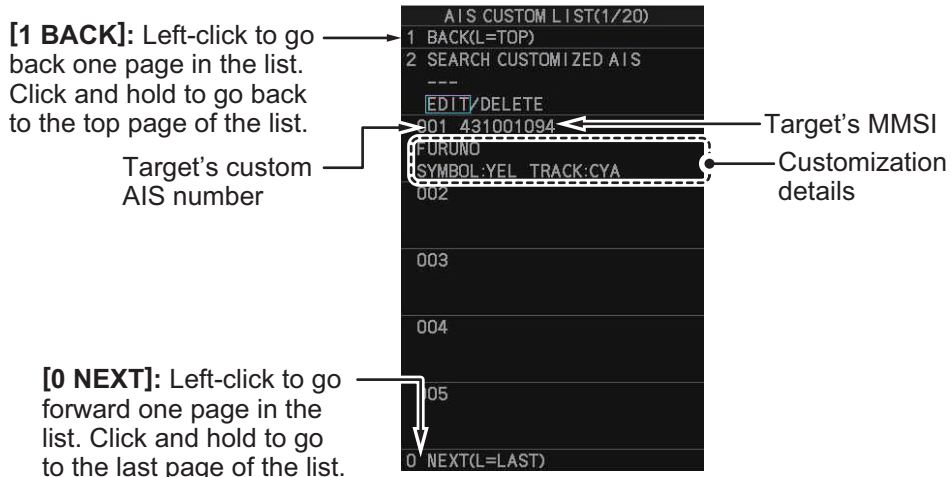 AIS CUSTOM LIST(1/20)
[1 BACK]: Left-click to go
back one page in the list.
Click and hold to go back
to the top page of the list.
1 BACK(L=TOP)
2 SEARCH CUSTOMIZED AIS
---
EDIT/DELETE
Target's custom
AIS number
001 431001094
Target's MMSI
FURUNO
SYMBOL:YEL TRACK:CYA
Customization
details
002
003
004
005
[0 NEXT]: Left-click to go
forward one page in the
list. Click and hold to go
to the last page of the list.
0 NEXT(L=LAST)